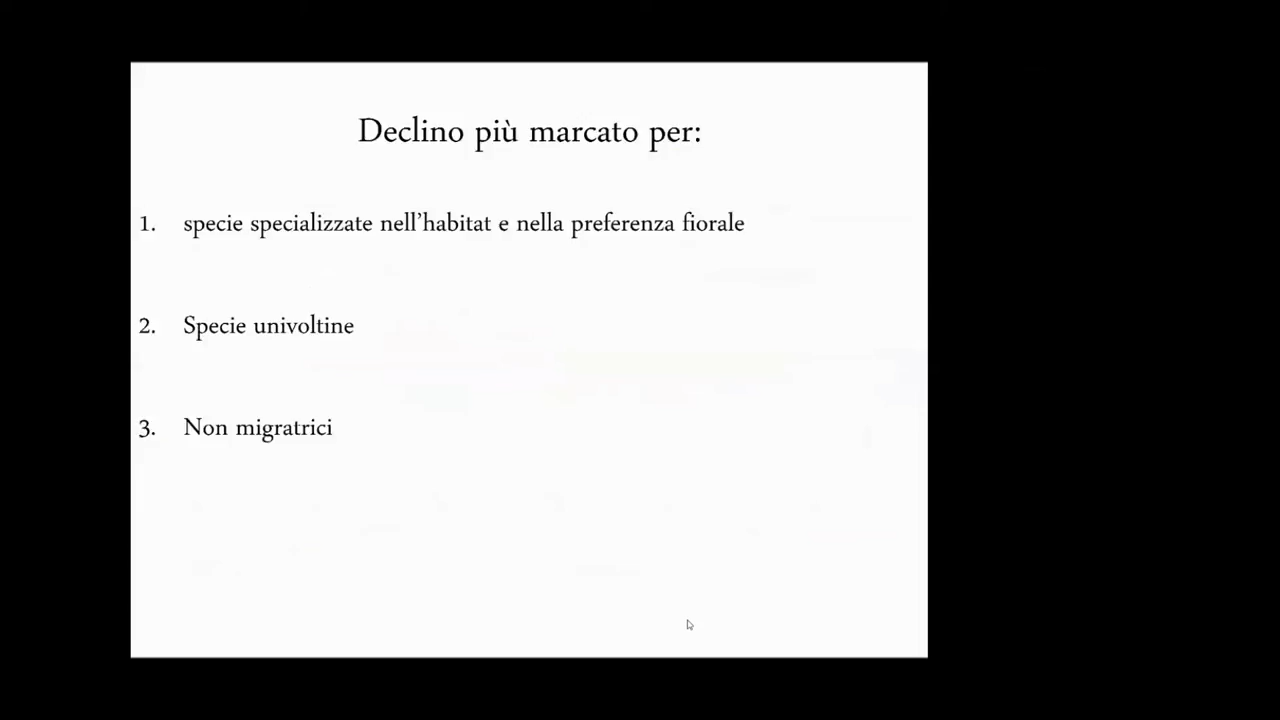 Declino più marcato per:
1. specie specializzate nell'habitat e nella preferenza fiorale
2. Specie univoltine
3. Non migratrici